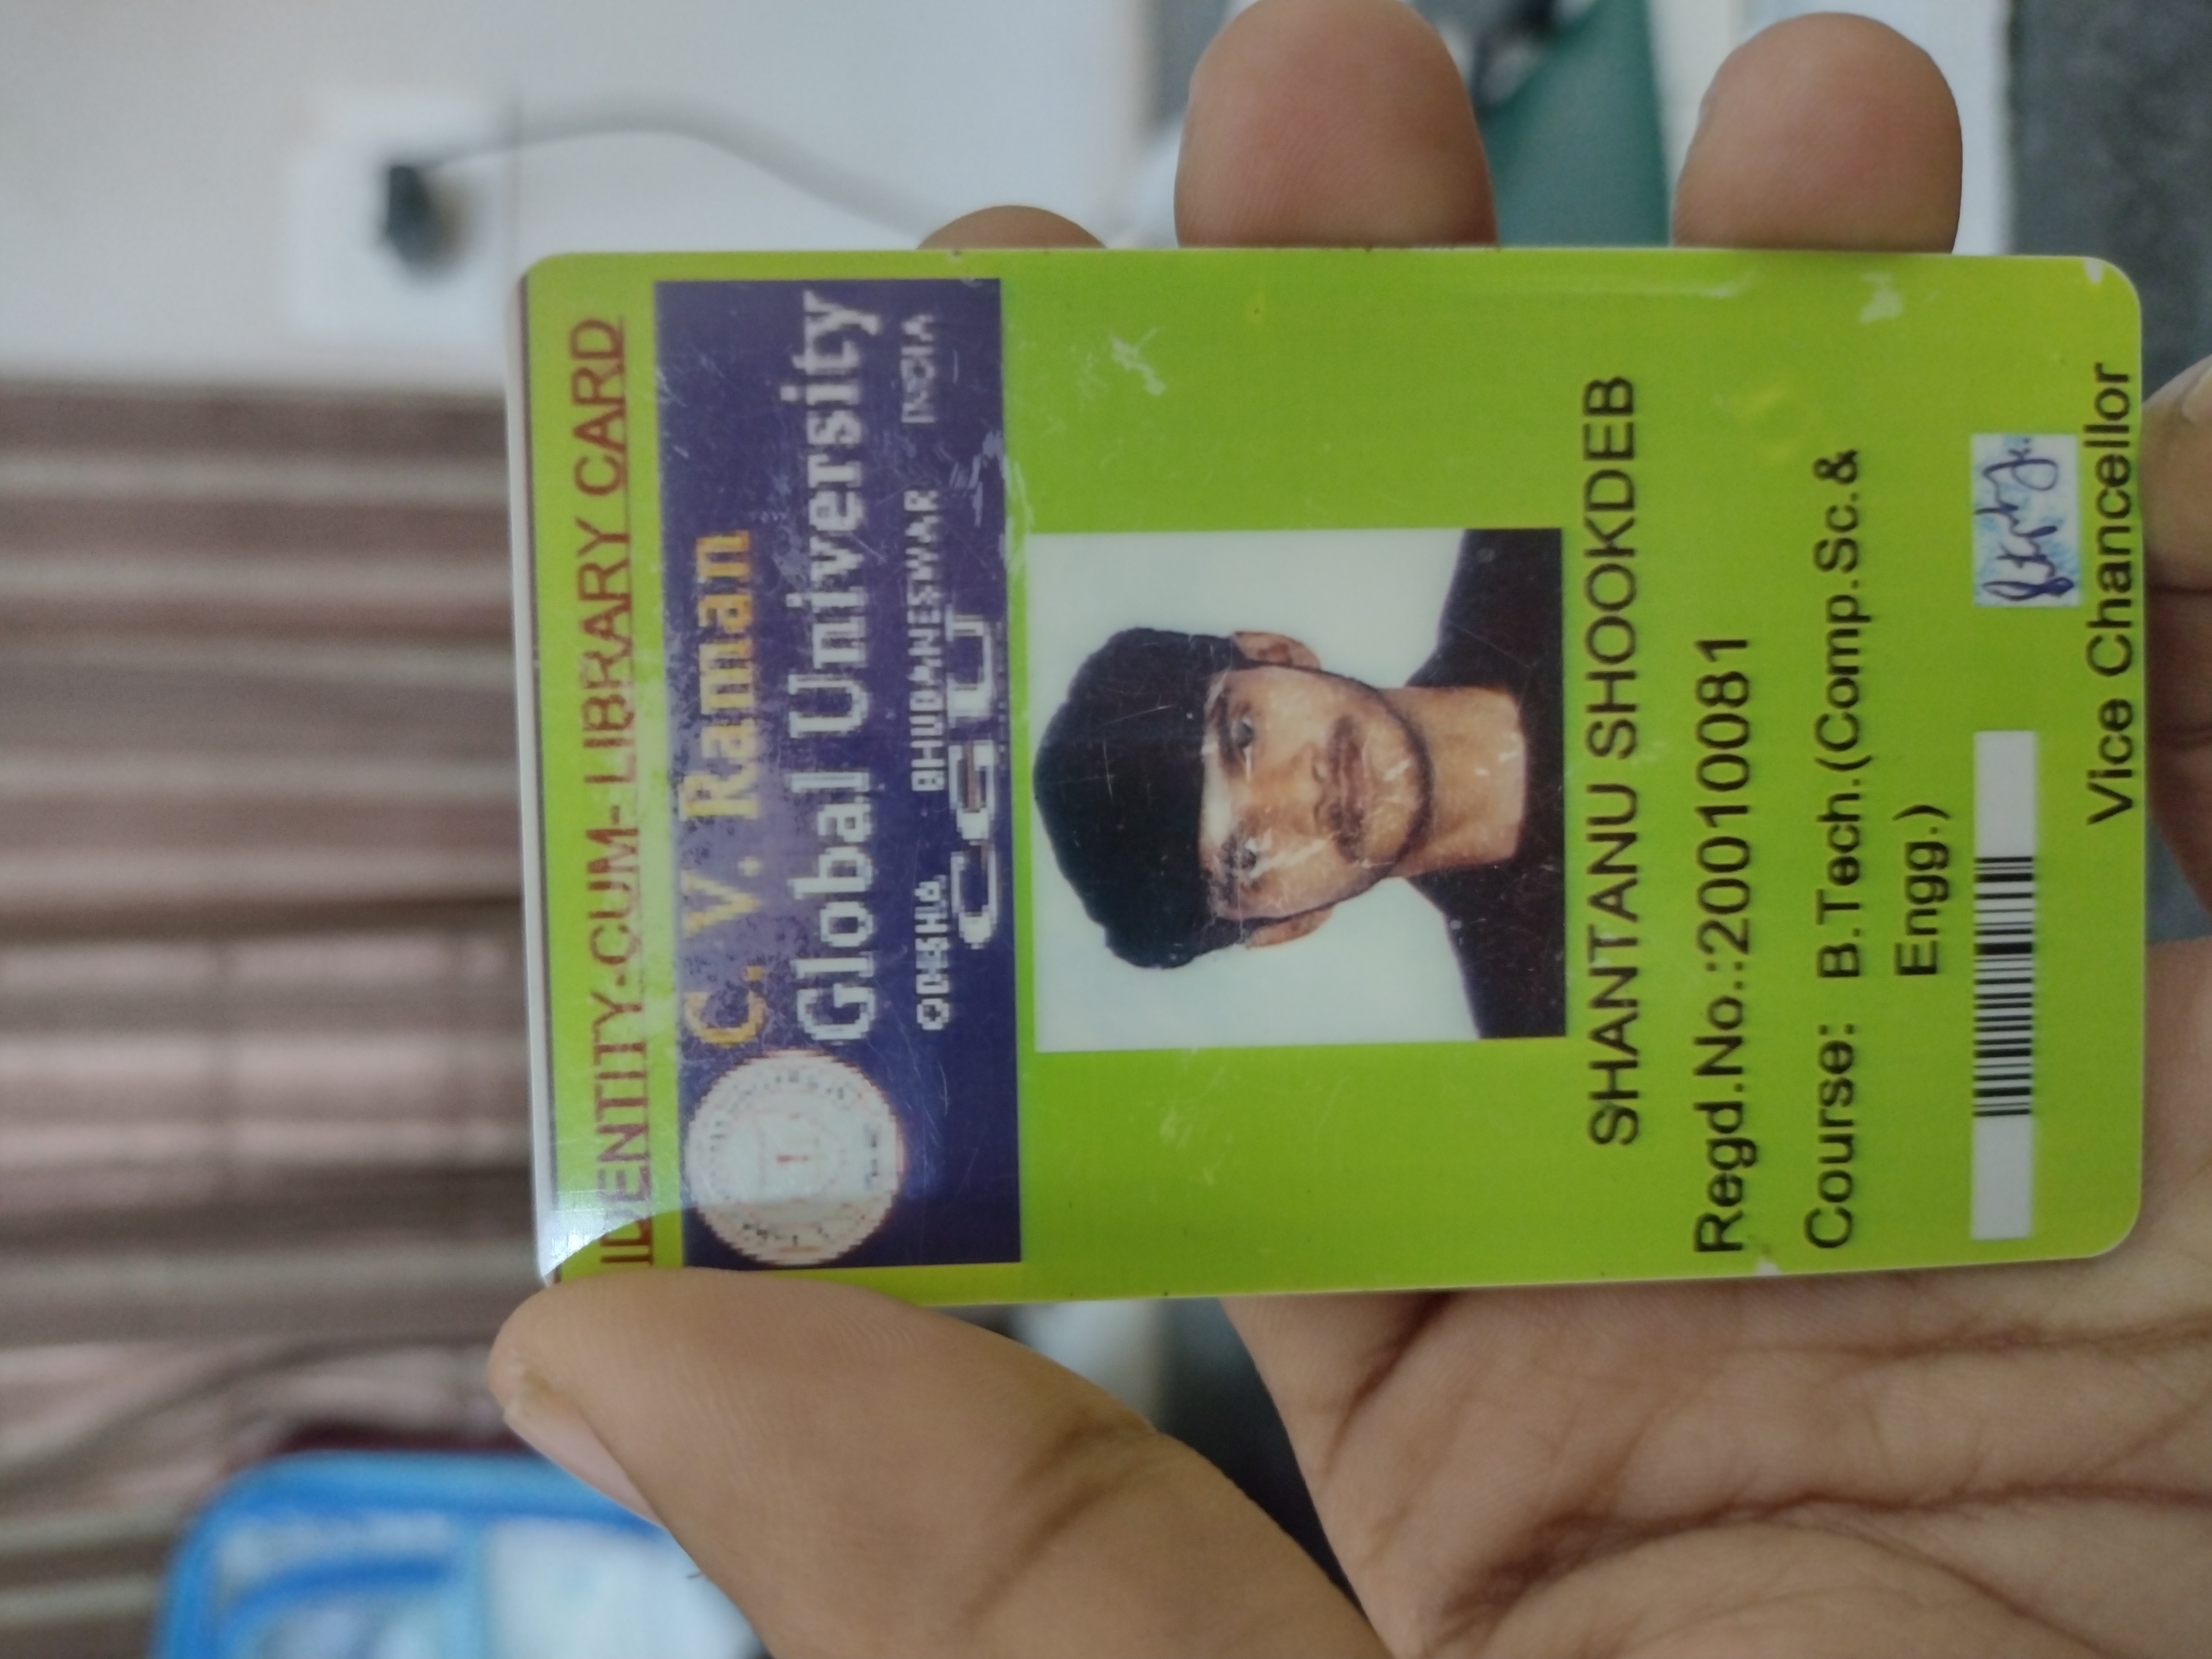 IDENTITY-CUM- LIBRARY CARD
C. V. Raman
Global University
ODISHA BHUBANESWAR INDIA
CGU
SHANTANU SHOOKDEB
Regd.No.:20010081
Course: B.Tech.(Comp.Sc.&
Engg.)
Vice Chancellor